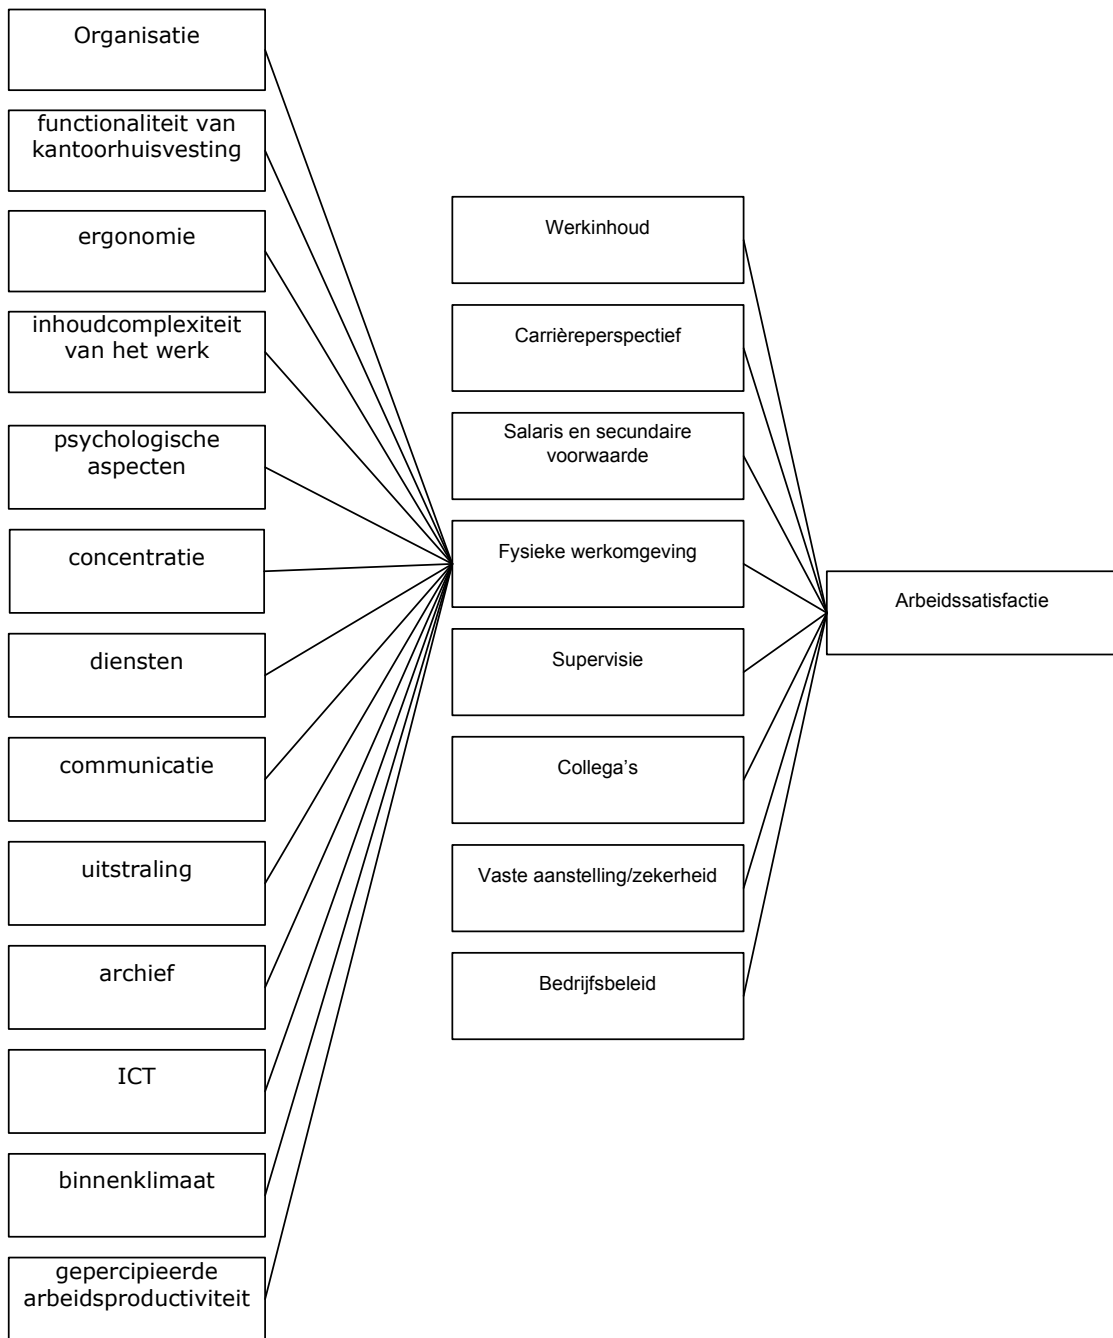 Organisatie
functionaliteit van
kantoorhuisvesting
ergonomie
inhoudcomplexiteit
van het werk
psychologische
aspecten
concentratie
diensten
communicatie
uitstraling
archief
ICT
binnenklimaat
gepercipieerde
arbeidsproductiviteit
Werkinhoud
Carrièreperspectief
Salaris en secundaire
voorwaarde
Fysieke werkomgeving
Supervisie
Collega’s
Vaste aanstelling/zekerheid
Bedrijfsbeleid
Arbeidssatisfactie